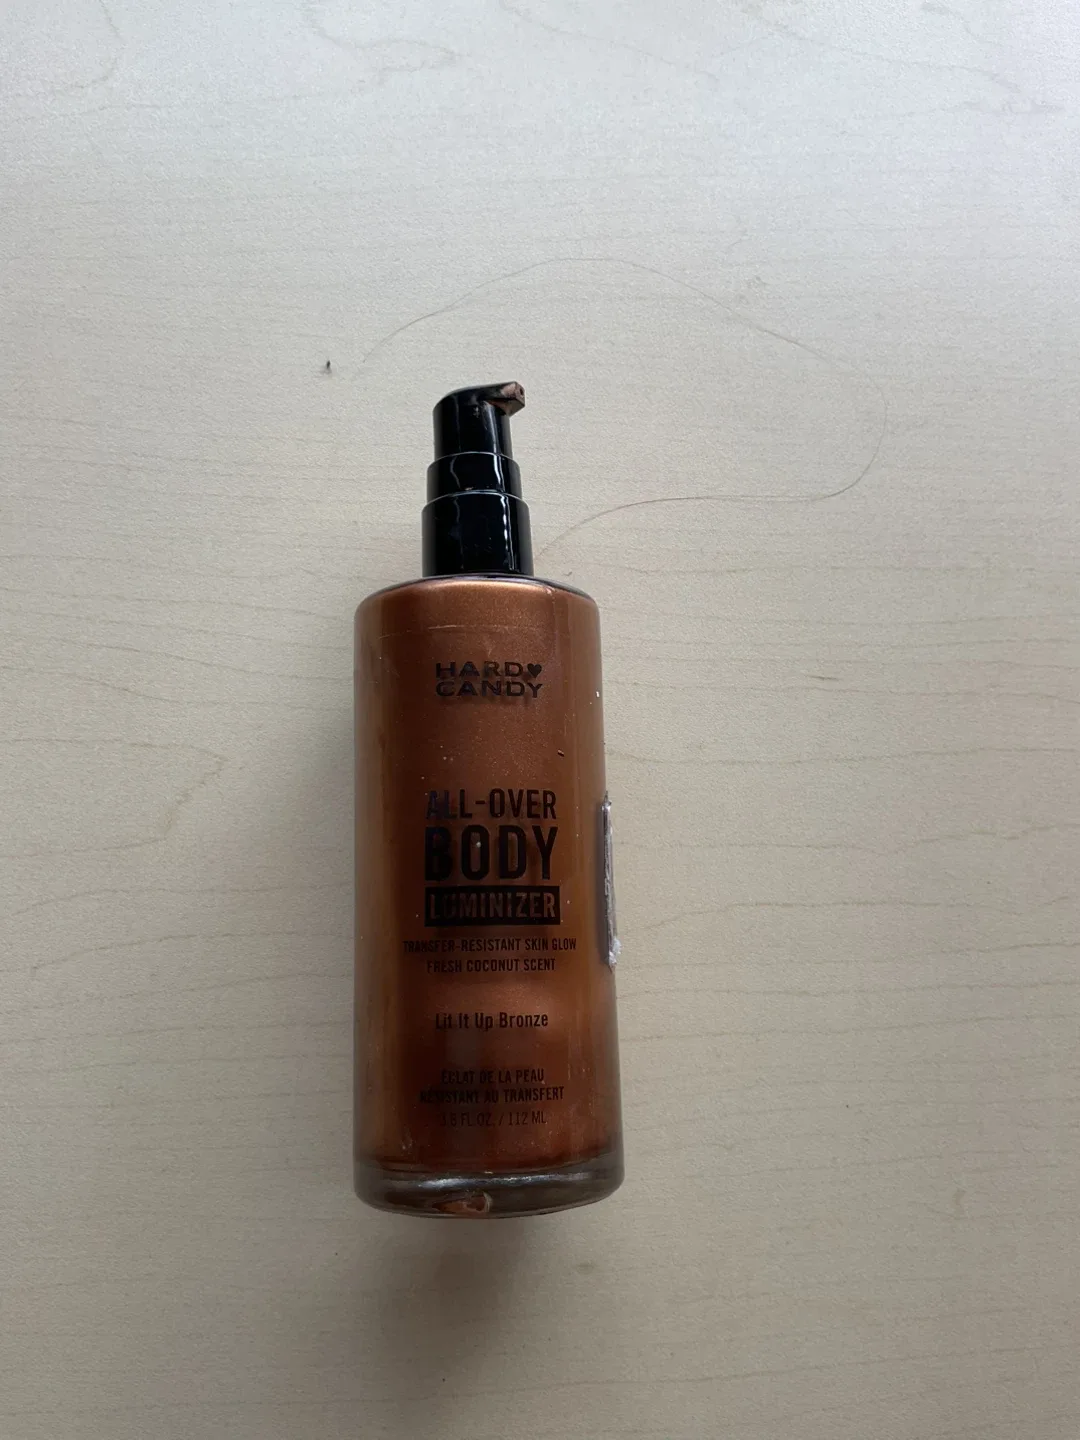 HARD♥
CANDY
ALL-OVER
BODY
LUMINIZER
TRANSFER-RESISTANT SKIN GLOW
FRESH COCONUT SCENT
Lit It Up Bronze
ÉCLAT DE LA PEAU
RÉSISTANT AU TRANSFERT
3.8 FL. OZ. / 112 ML